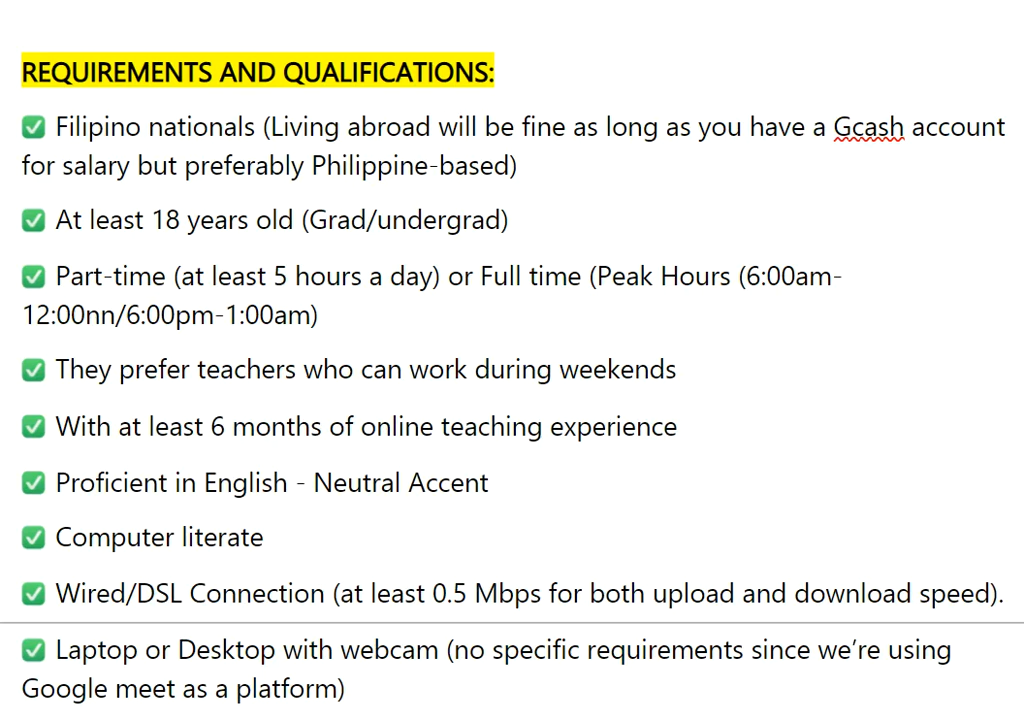 REQUIREMENTS AND QUALIFICATIONS:
✅ Filipino nationals (Living abroad will be fine as long as you have a Gcash account
for salary but preferably Philippine-based)
✅ At least 18 years old (Grad/undergrad)
✅ Part-time (at least 5 hours a day) or Full time (Peak Hours (6:00am-
12:00nn/6:00pm-1:00am)
✅ They prefer teachers who can work during weekends
✅ With at least 6 months of online teaching experience
✅ Proficient in English - Neutral Accent
✅ Computer literate
✅ Wired/DSL Connection (at least 0.5 Mbps for both upload and download speed).
✅ Laptop or Desktop with webcam (no specific requirements since we’re using
Google meet as a platform)